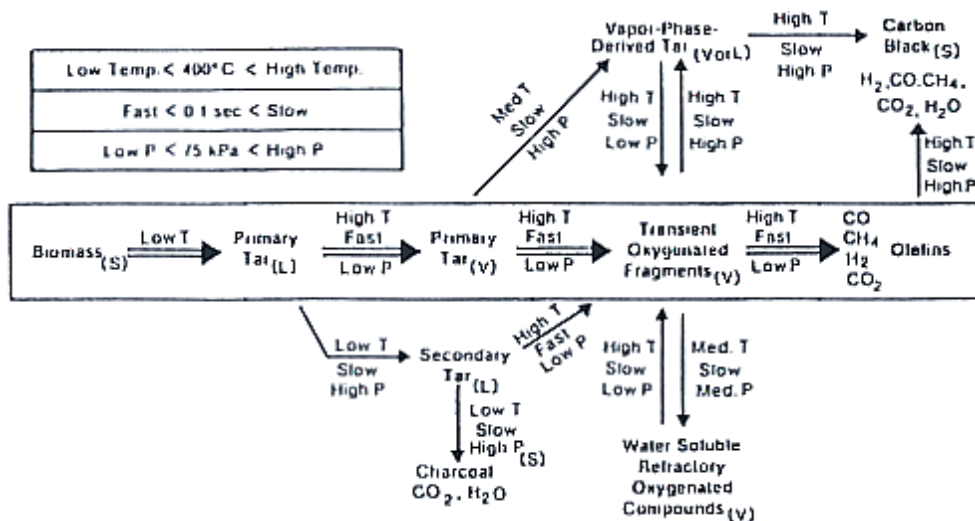 Low Temp. < 400°C < High Temp.
Fast < 0.1 sec < Slow
Low P < 75 kPa < High P
Vapor-Phase-
Derived Tar (VorL)
High T
Slow
High P
Carbon
Black (S)
H2, CO, CH4,
CO2, H2O
Med T
Slow
High P
High T
Slow
Low P
High T
Slow
High P
High T
Slow
High P
Biomass (S)
Low T
Primary
Tar (L)
High T
Fast
Low P
Primary
Tar (V)
High T
Fast
Low P
Transient
Oxygenated
Fragments (V)
High T
Fast
Low P
CO
CH4
H2
CO2
Olefins
Low T
Slow
High P
Secondary
Tar (L)
High T
Fast
Low P
Low T
Slow
High P
Charcoal (S)
CO2, H2O
High T
Slow
Low P
Med. T
Slow
Med. P
Water Soluble
Refractory
Oxygenated
Compounds (V)